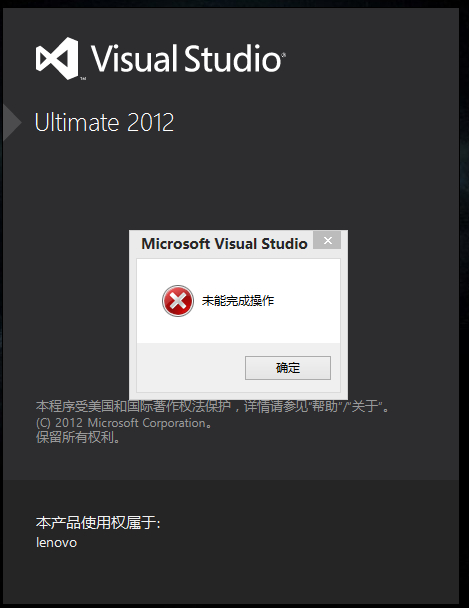 Visual Studio®
Ultimate 2012
Microsoft Visual Studio
未能完成操作
确定
本程序受美国和国际著作权法保护，详情请参见“帮助”/“关于”。
(C) 2012 Microsoft Corporation。
保留所有权利。
本产品使用权属于:
lenovo